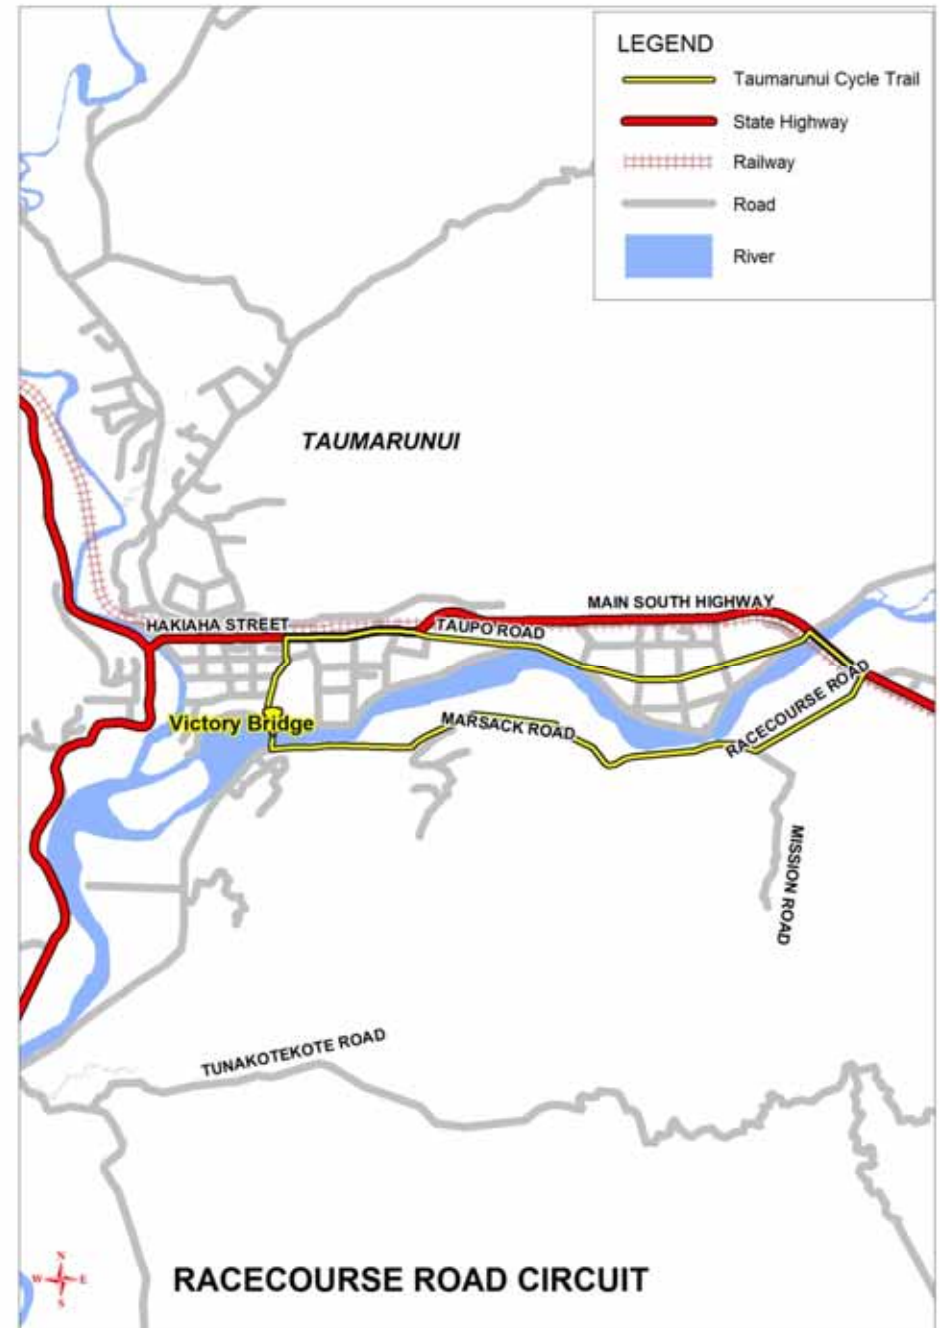 LEGEND
Taumarunui Cycle Trail
State Highway
Railway
Road
River
TAUMARUNUI
MAIN SOUTH HIGHWAY
HAKIAHA STREET
TAUPO ROAD
RACECOURSE ROAD
Victory Bridge
MARSACK ROAD
MISSION ROAD
TUNAKOTEKOTE ROAD
N
W E
S
RACECOURSE ROAD CIRCUIT